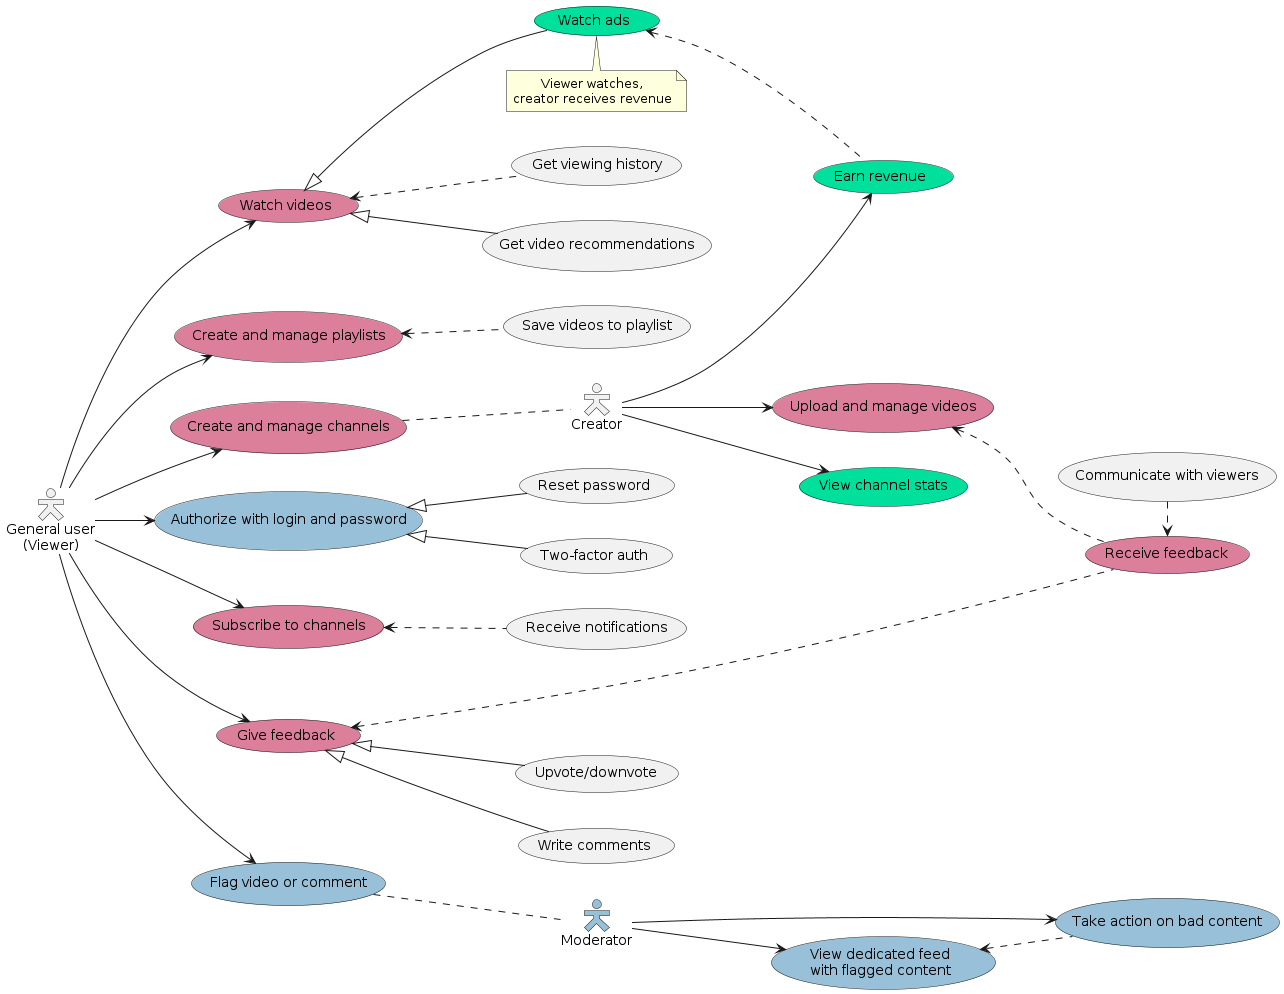 Watch ads
Viewer watches,
creator receives revenue
Get viewing history
Earn revenue
Watch videos
Get video recommendations
Save videos to playlist
Create and manage playlists
Creator
Upload and manage videos
Create and manage channels
Communicate with viewers
Reset password
View channel stats
General user
(Viewer)
Authorize with login and password
Two-factor auth
Receive feedback
Subscribe to channels
Receive notifications
Give feedback
Upvote/downvote
Write comments
Flag video or comment
Moderator
Take action on bad content
View dedicated feed
with flagged content